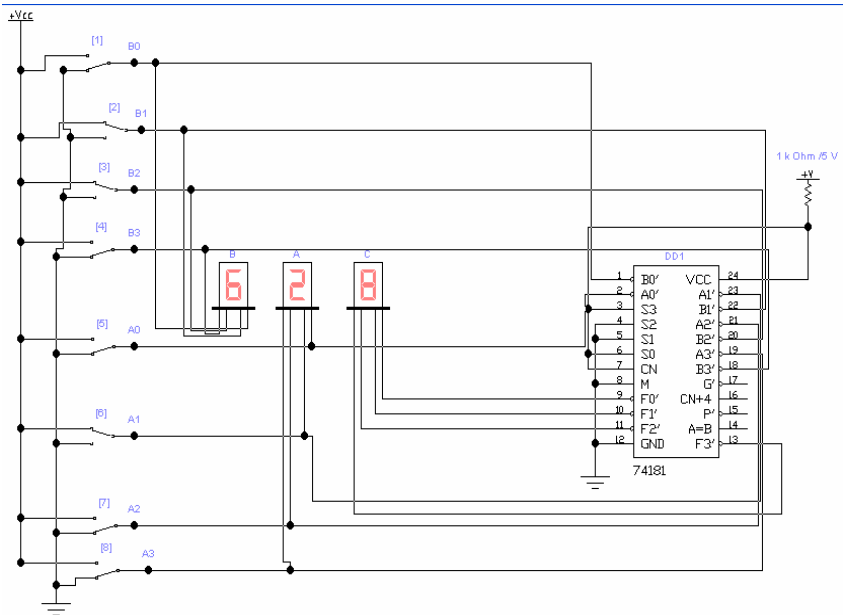 +Vcc
[1] B0
[2] B1
[3] B2
[4] B3
B A C
6 2 8
[5] A0
[6] A1
[7] A2
[8] A3
1 k Ohm /5 V
+V
DD1
1 B0' VCC 24
2 A0' A1' 23
3 S3 B1' 22
4 S2 A2' 21
5 S1 B2' 20
6 S0 A3' 19
7 CN B3' 18
8 M G' 17
9 F0' CN+4 16
10 F1' P' 15
11 F2' A=B 14
12 GND F3' 13
74181